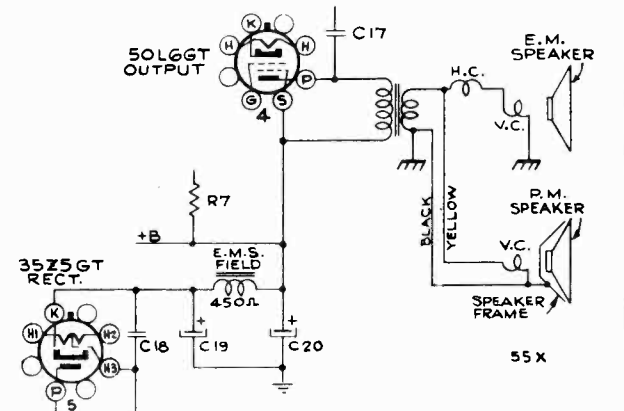 K
H
H
P
G
S
4
50L6GT
OUTPUT
C17
H.C.
V.C.
E.M.
SPEAKER
P.M.
SPEAKER
V.C.
BLACK
YELLOW
SPEAKER
FRAME
55X
R7
+B
E.M.S.
FIELD
450Ω
35Z5GT
RECT.
K
H1
H2
H3
P
5
C18
+
C19
+
C20